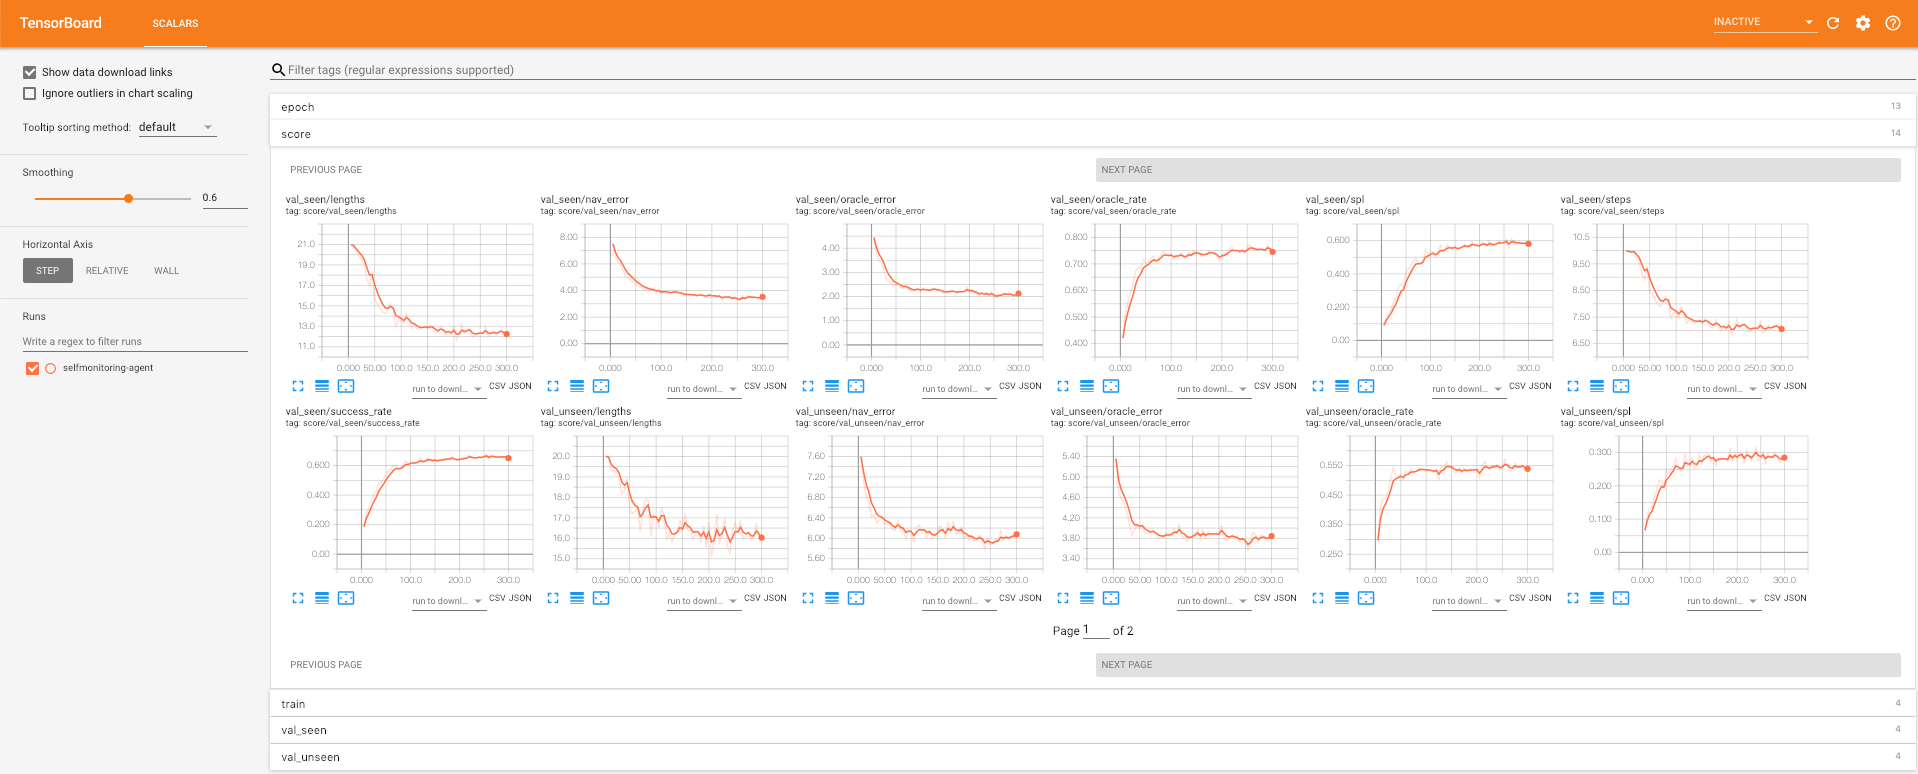 TensorBoard SCALARS INACTIVE
Show data download links
Ignore outliers in chart scaling
Tooltip sorting method: default
Smoothing
0.6
Horizontal Axis
STEP RELATIVE WALL
Runs
Write a regex to filter runs
selfmonitoring-agent
Filter tags (regular expressions supported)
epoch 13
score 14
PREVIOUS PAGE NEXT PAGE
val_seen/lengths
tag: score/val_seen/lengths
21.0
19.0
17.0
15.0
13.0
11.0
0.000 50.00 100.0 150.0 200.0 250.0 300.0
run to downl... CSV JSON
val_seen/nav_error
tag: score/val_seen/nav_error
8.00
6.00
4.00
2.00
0.00
0.000 100.0 200.0 300.0
run to downl... CSV JSON
val_seen/oracle_error
tag: score/val_seen/oracle_error
4.00
3.00
2.00
1.00
0.00
0.000 100.0 200.0 300.0
run to downl... CSV JSON
val_seen/oracle_rate
tag: score/val_seen/oracle_rate
0.800
0.700
0.600
0.500
0.400
0.000 100.0 200.0 300.0
run to downl... CSV JSON
val_seen/spl
tag: score/val_seen/spl
0.600
0.400
0.200
0.00
0.000 100.0 200.0 300.0
run to downl... CSV JSON
val_seen/steps
tag: score/val_seen/steps
10.5
9.50
8.50
7.50
6.50
0.000 50.00 100.0 150.0 200.0 250.0 300.0
run to downl... CSV JSON
val_seen/success_rate
tag: score/val_seen/success_rate
0.600
0.400
0.200
0.00
0.000 100.0 200.0 300.0
run to downl... CSV JSON
val_unseen/lengths
tag: score/val_unseen/lengths
20.0
19.0
18.0
17.0
16.0
15.0
0.000 50.00 100.0 150.0 200.0 250.0 300.0
run to downl... CSV JSON
val_unseen/nav_error
tag: score/val_unseen/nav_error
7.60
7.20
6.80
6.40
6.00
5.60
0.000 50.00 100.0 150.0 200.0 250.0 300.0
run to downl... CSV JSON
val_unseen/oracle_error
tag: score/val_unseen/oracle_error
5.40
5.00
4.60
4.20
3.80
3.40
0.000 50.00 100.0 150.0 200.0 250.0 300.0
run to downl... CSV JSON
val_unseen/oracle_rate
tag: score/val_unseen/oracle_rate
0.550
0.450
0.350
0.250
0.000 100.0 200.0 300.0
run to downl... CSV JSON
val_unseen/spl
tag: score/val_unseen/spl
0.300
0.200
0.100
0.00
0.000 100.0 200.0 300.0
run to downl... CSV JSON
Page 1 of 2
PREVIOUS PAGE NEXT PAGE
train 4
val_seen 4
val_unseen 4